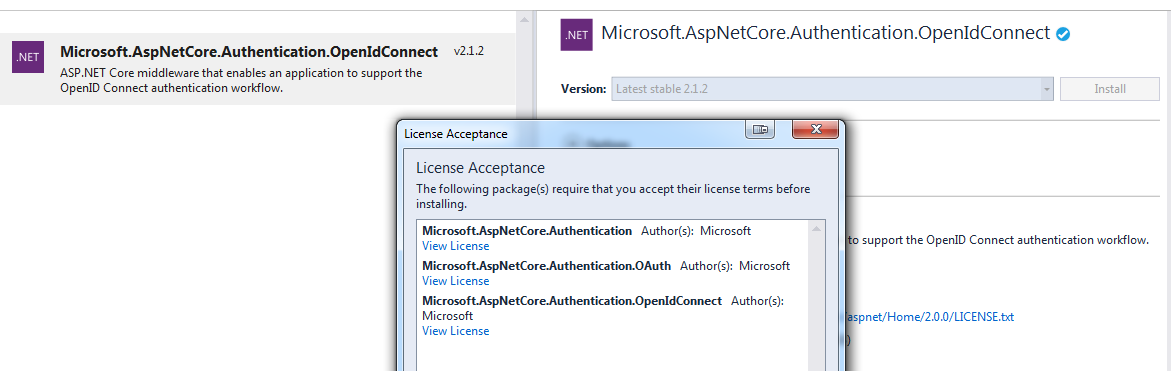 .NET
Microsoft.AspNetCore.Authentication.OpenIdConnect v2.1.2
ASP.NET Core middleware that enables an application to support the
OpenID Connect authentication workflow.
.NET
Microsoft.AspNetCore.Authentication.OpenIdConnect
Version: Latest stable 2.1.2 Install
License Acceptance
License Acceptance
The following package(s) require that you accept their license terms before
installing.
Microsoft.AspNetCore.Authentication Author(s): Microsoft
View License
Microsoft.AspNetCore.Authentication.OAuth Author(s): Microsoft
View License
Microsoft.AspNetCore.Authentication.OpenIdConnect Author(s):
Microsoft
View License
to support the OpenID Connect authentication workflow.
aspnet/Home/2.0.0/LICENSE.txt
)